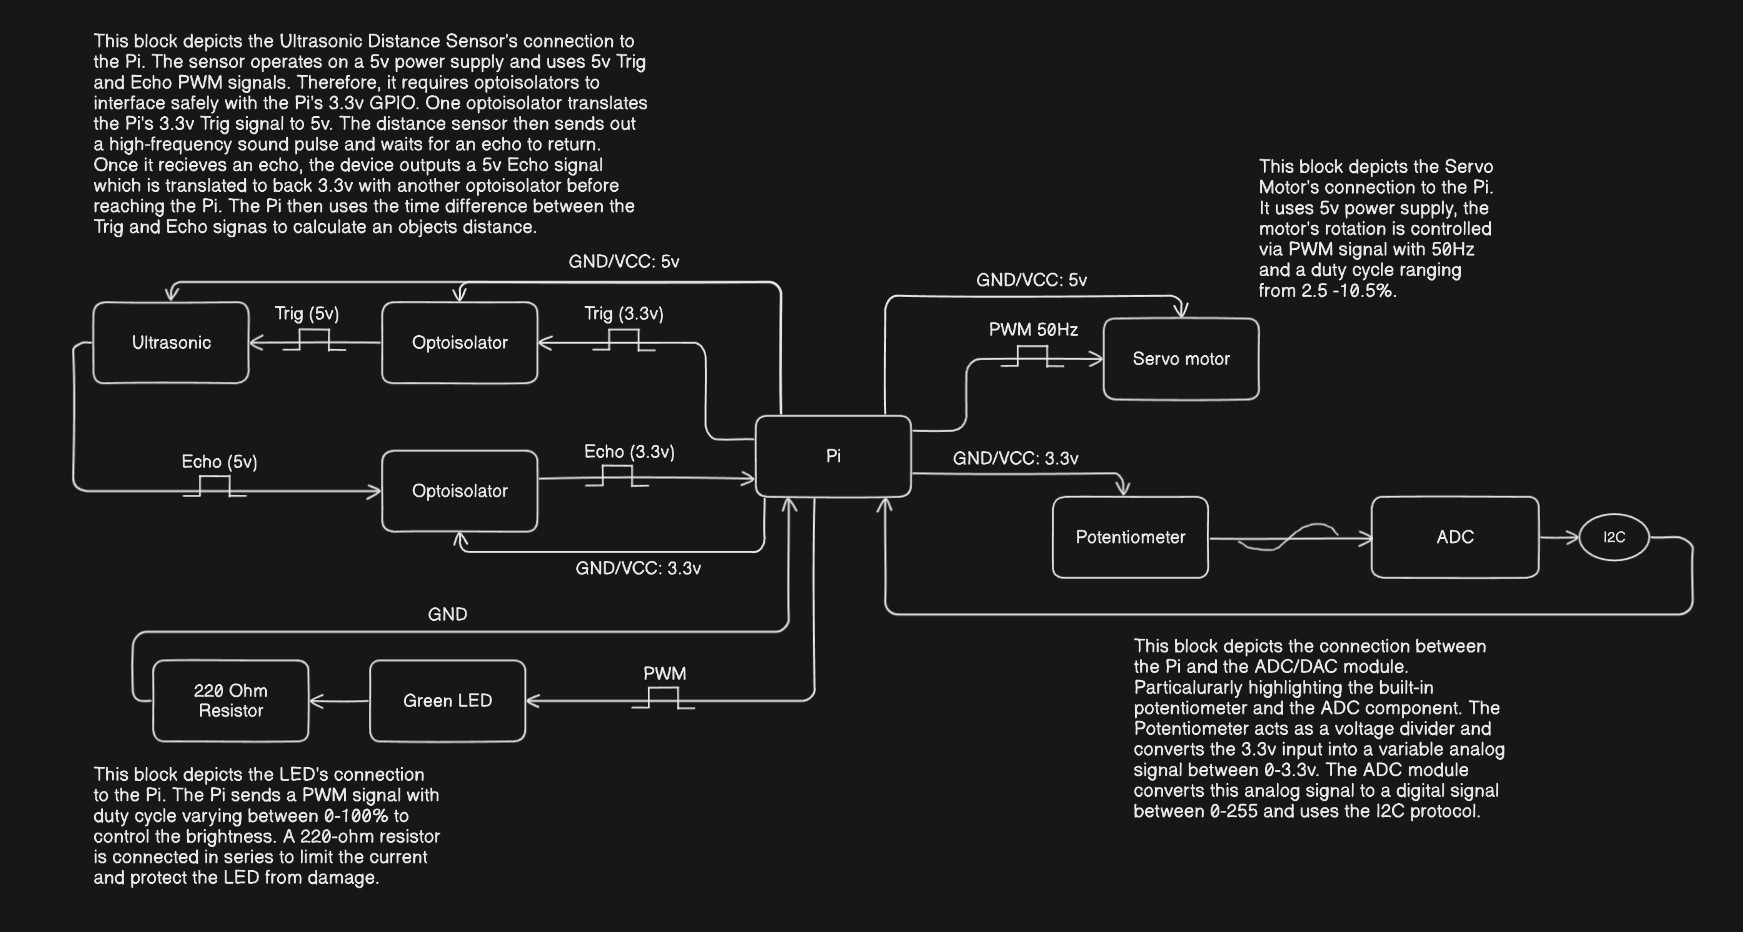 This block depicts the Ultrasonic Distance Sensor's connection to
the Pi. The sensor operates on a 5v power supply and uses 5v Trig
and Echo PWM signals. Therefore, it requires optoisolators to
interface safely with the Pi's 3.3v GPIO. One optoisolator translates
the Pi's 3.3v Trig signal to 5v. The distance sensor then sends out
a high-frequency sound pulse and waits for an echo to return.
Once it recieves an echo, the device outputs a 5v Echo signal
which is translated to back 3.3v with another optoisolator before
reaching the Pi. The Pi then uses the time difference between the
Trig and Echo signas to calculate an objects distance.
This block depicts the Servo
Motor's connection to the Pi.
It uses 5v power supply, the
motor's rotation is controlled
via PWM signal with 50Hz
and a duty cycle ranging
from 2.5 -10.5%.
GND/VCC: 5v
GND/VCC: 5v
Trig (5v)
Trig (3.3v)
PWM 50Hz
Ultrasonic
Optoisolator
Servo motor
Echo (5v)
Echo (3.3v)
Pi
GND/VCC: 3.3v
Optoisolator
Potentiometer
ADC
I2C
GND/VCC: 3.3v
GND
PWM
220 Ohm
Resistor
Green LED
This block depicts the connection between
the Pi and the ADC/DAC module.
Particalurarly highlighting the built-in
potentiometer and the ADC component. The
Potentiometer acts as a voltage divider and
converts the 3.3v input into a variable analog
signal between 0-3.3v. The ADC module
converts this analog signal to a digital signal
between 0-255 and uses the I2C protocol.
This block depicts the LED's connection
to the Pi. The Pi sends a PWM signal with
duty cycle varying between 0-100% to
control the brightness. A 220-ohm resistor
is connected in series to limit the current
and protect the LED from damage.